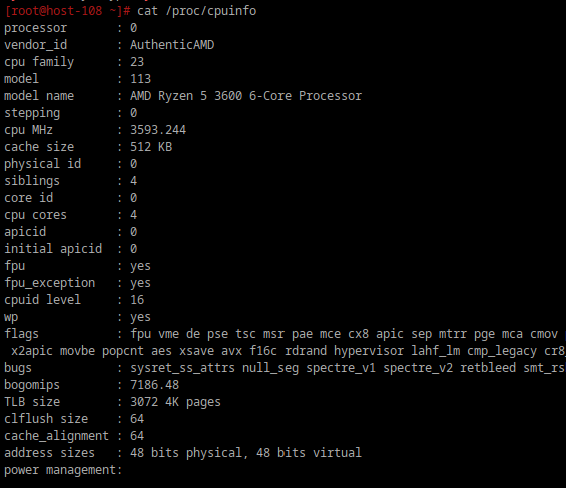 [root@host-108 ~]# cat /proc/cpuinfo
processor : 0
vendor_id : AuthenticAMD
cpu family : 23
model : 113
model name : AMD Ryzen 5 3600 6-Core Processor
stepping : 0
cpu MHz : 3593.244
cache size : 512 KB
physical id : 0
siblings : 4
core id : 0
cpu cores : 4
apicid : 0
initial apicid : 0
fpu : yes
fpu_exception : yes
cpuid level : 16
wp : yes
flags : fpu vme de pse tsc msr pae mce cx8 apic sep mtrr pge mca cmov
x2apic movbe popcnt aes xsave avx f16c rdrand hypervisor lahf_lm cmp_legacy cr8_
bugs : sysret_ss_attrs null_seg spectre_v1 spectre_v2 retbleed smt_rs
bogomips : 7186.48
TLB size : 3072 4K pages
clflush size : 64
cache_alignment : 64
address sizes : 48 bits physical, 48 bits virtual
power management: